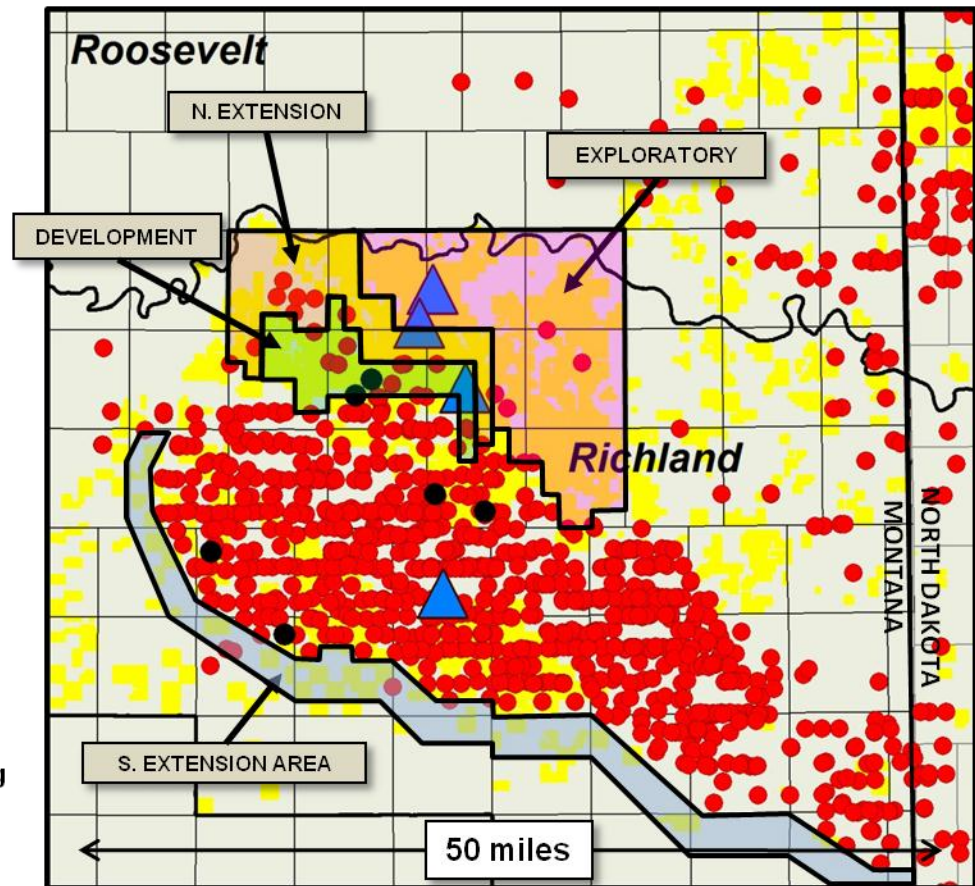 Roosevelt
N. EXTENSION
EXPLORATORY
DEVELOPMENT
Richland
MONTANA
NORTH DAKOTA
S. EXTENSION AREA
50 miles